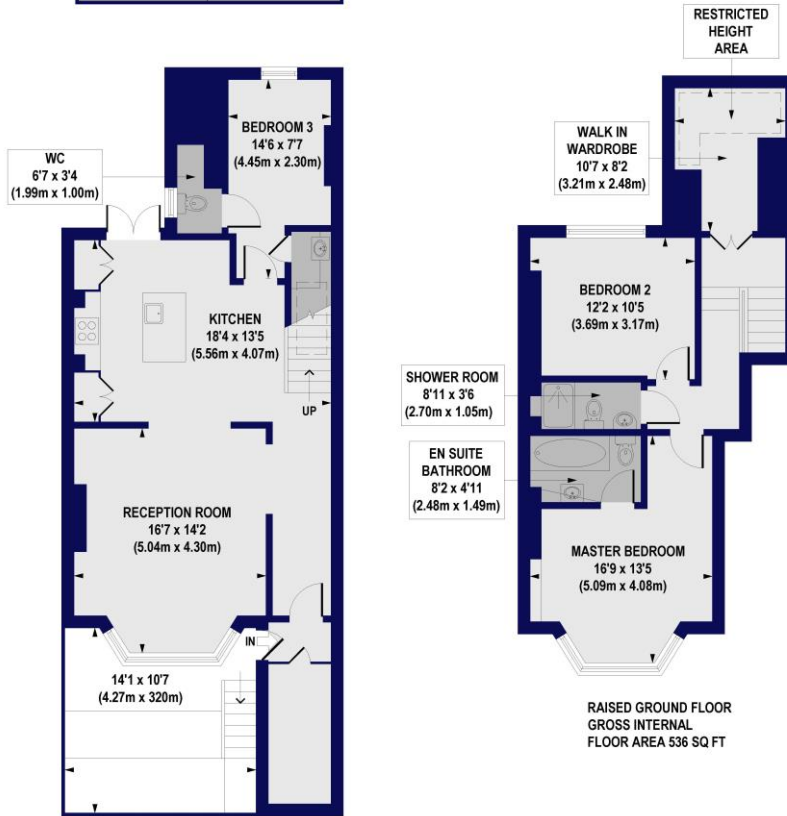 WC
6'7 x 3'4
(1.99m x 1.00m)
BEDROOM 3
14'6 x 7'7
(4.45m x 2.30m)
KITCHEN
18'4 x 13'5
(5.56m x 4.07m)
UP
RECEPTION ROOM
16'7 x 14'2
(5.04m x 4.30m)
IN
14'1 x 10'7
(4.27m x 320m)
RESTRICTED
HEIGHT
AREA
WALK IN
WARDROBE
10'7 x 8'2
(3.21m x 2.48m)
BEDROOM 2
12'2 x 10'5
(3.69m x 3.17m)
SHOWER ROOM
8'11 x 3'6
(2.70m x 1.05m)
EN SUITE
BATHROOM
8'2 x 4'11
(2.48m x 1.49m)
MASTER BEDROOM
16'9 x 13'5
(5.09m x 4.08m)
RAISED GROUND FLOOR
GROSS INTERNAL
FLOOR AREA 536 SQ FT